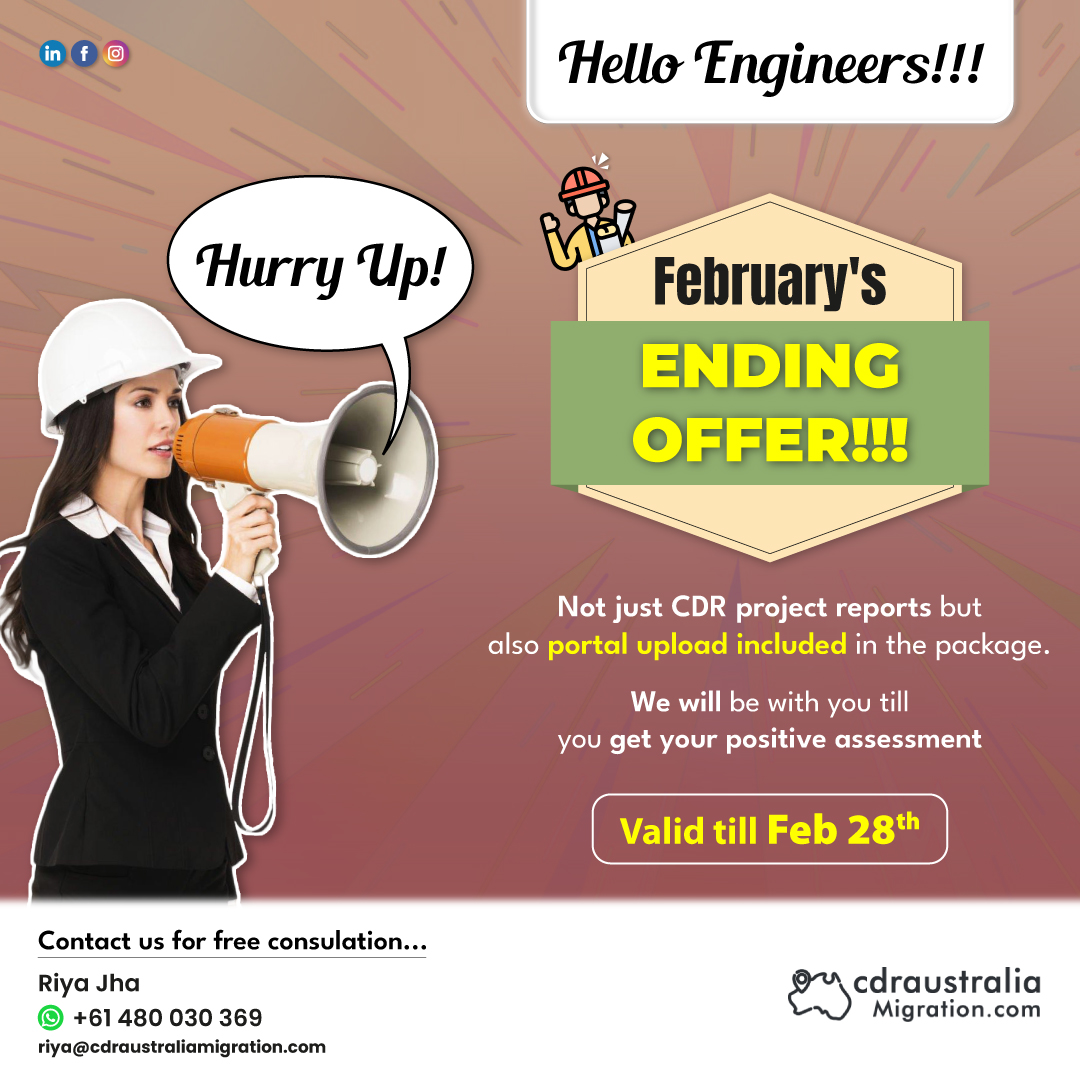 Hello Engineers!!!
Hurry Up!
February's
ENDING
OFFER!!!
Not just CDR project reports but
also portal upload included in the package.
We will be with you till
you get your positive assessment
Valid till Feb 28th
Contact us for free consulation...
Riya Jha
+61 480 030 369
riya@cdraustraliamigration.com
cdraustralia
Migration.com